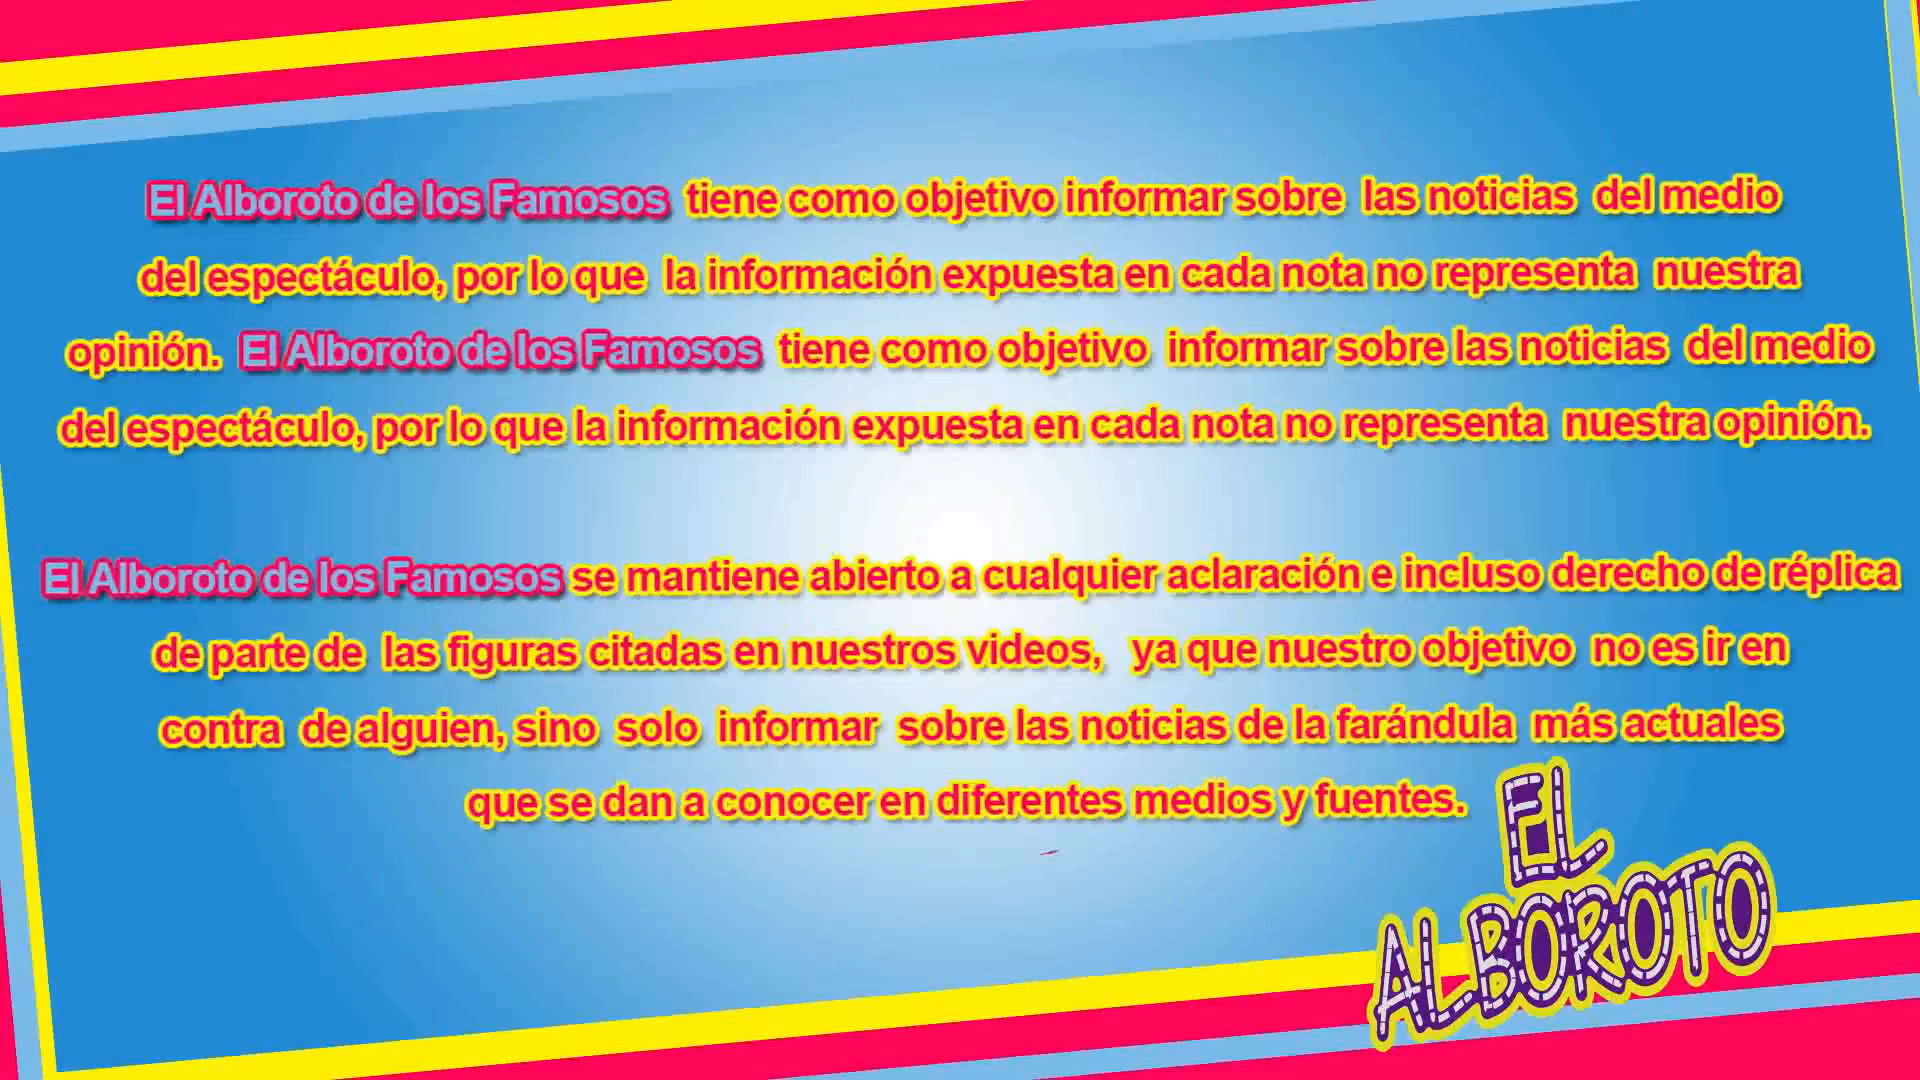 El Alboroto de los Famosos tiene como objetivo informar sobre las noticias del medio
del espectáculo, por lo que la información expuesta en cada nota no representa nuestra
opinión. El Alboroto de los Famosos tiene como objetivo informar sobre las noticias del medio
del espectáculo, por lo que la información expuesta en cada nota no representa nuestra opinión.
El Alboroto de los Famosos se mantiene abierto a cualquier aclaración e incluso derecho de réplica
de parte de las figuras citadas en nuestros videos, ya que nuestro objetivo no es ir en
contra de alguien, sino solo informar sobre las noticias de la farándula más actuales
que se dan a conocer en diferentes medios y fuentes.
EL
ALBOROTO